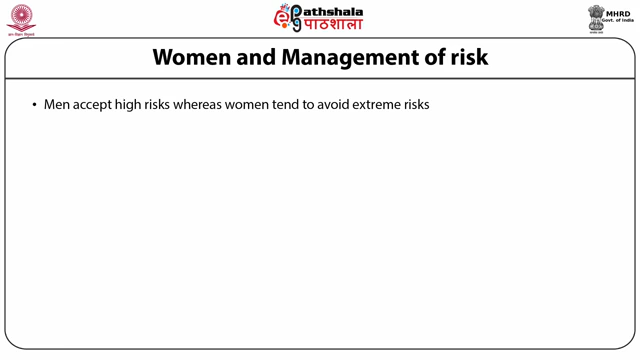 ePathshala
पाठशाला
MHRD
Govt. of India
Women and Management of risk
• Men accept high risks whereas women tend to avoid extreme risks